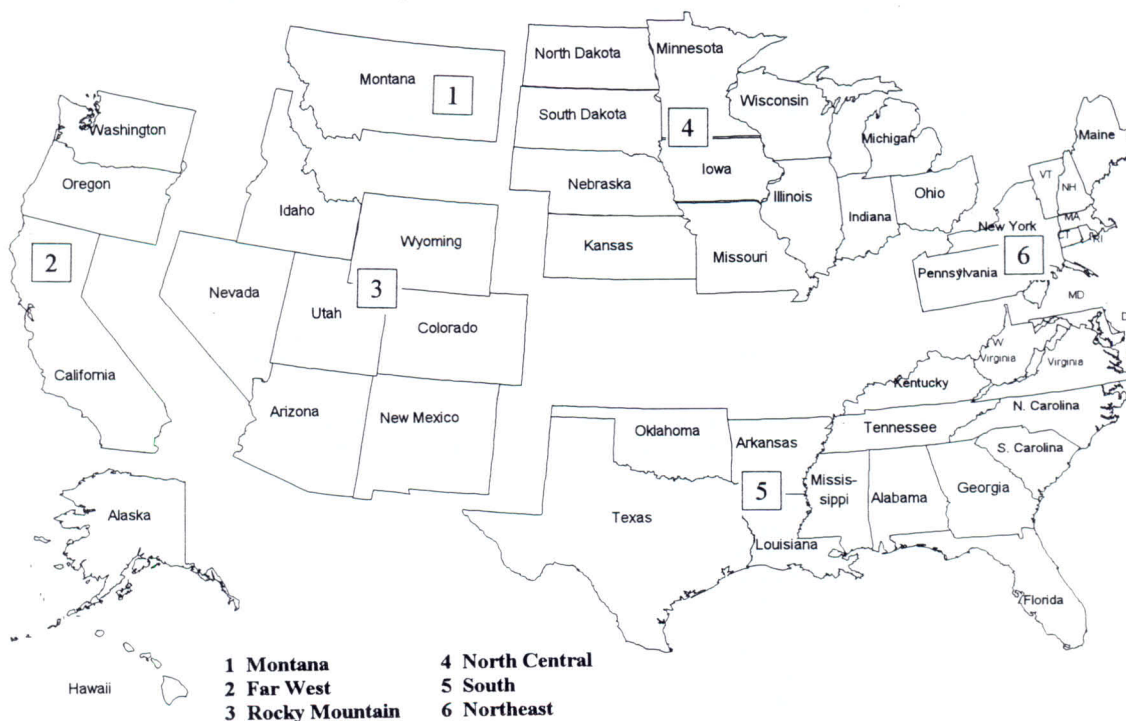 North Dakota
Minnesota
Montana
1
Wisconsin
South Dakota
4
Michigan
Washington
Maine
Iowa
VT
Oregon
Nebraska
NH
Idaho
Illinois
Ohio
Indiana
MA
New York
CT
RI
Wyoming
Kansas
Missouri
2
6
Nevada
Pennsylvania
3
MD
Utah
D
Colorado
W
Virginia
Virginia
California
Kentucky
Arizona
New Mexico
N. Carolina
Oklahoma
Tennessee
Arkansas
S. Carolina
Missis-
sippi
5
Alabama
Georgia
Alaska
Texas
Louisiana
Florida
Hawaii
1 Montana
2 Far West
3 Rocky Mountain
4 North Central
5 South
6 Northeast